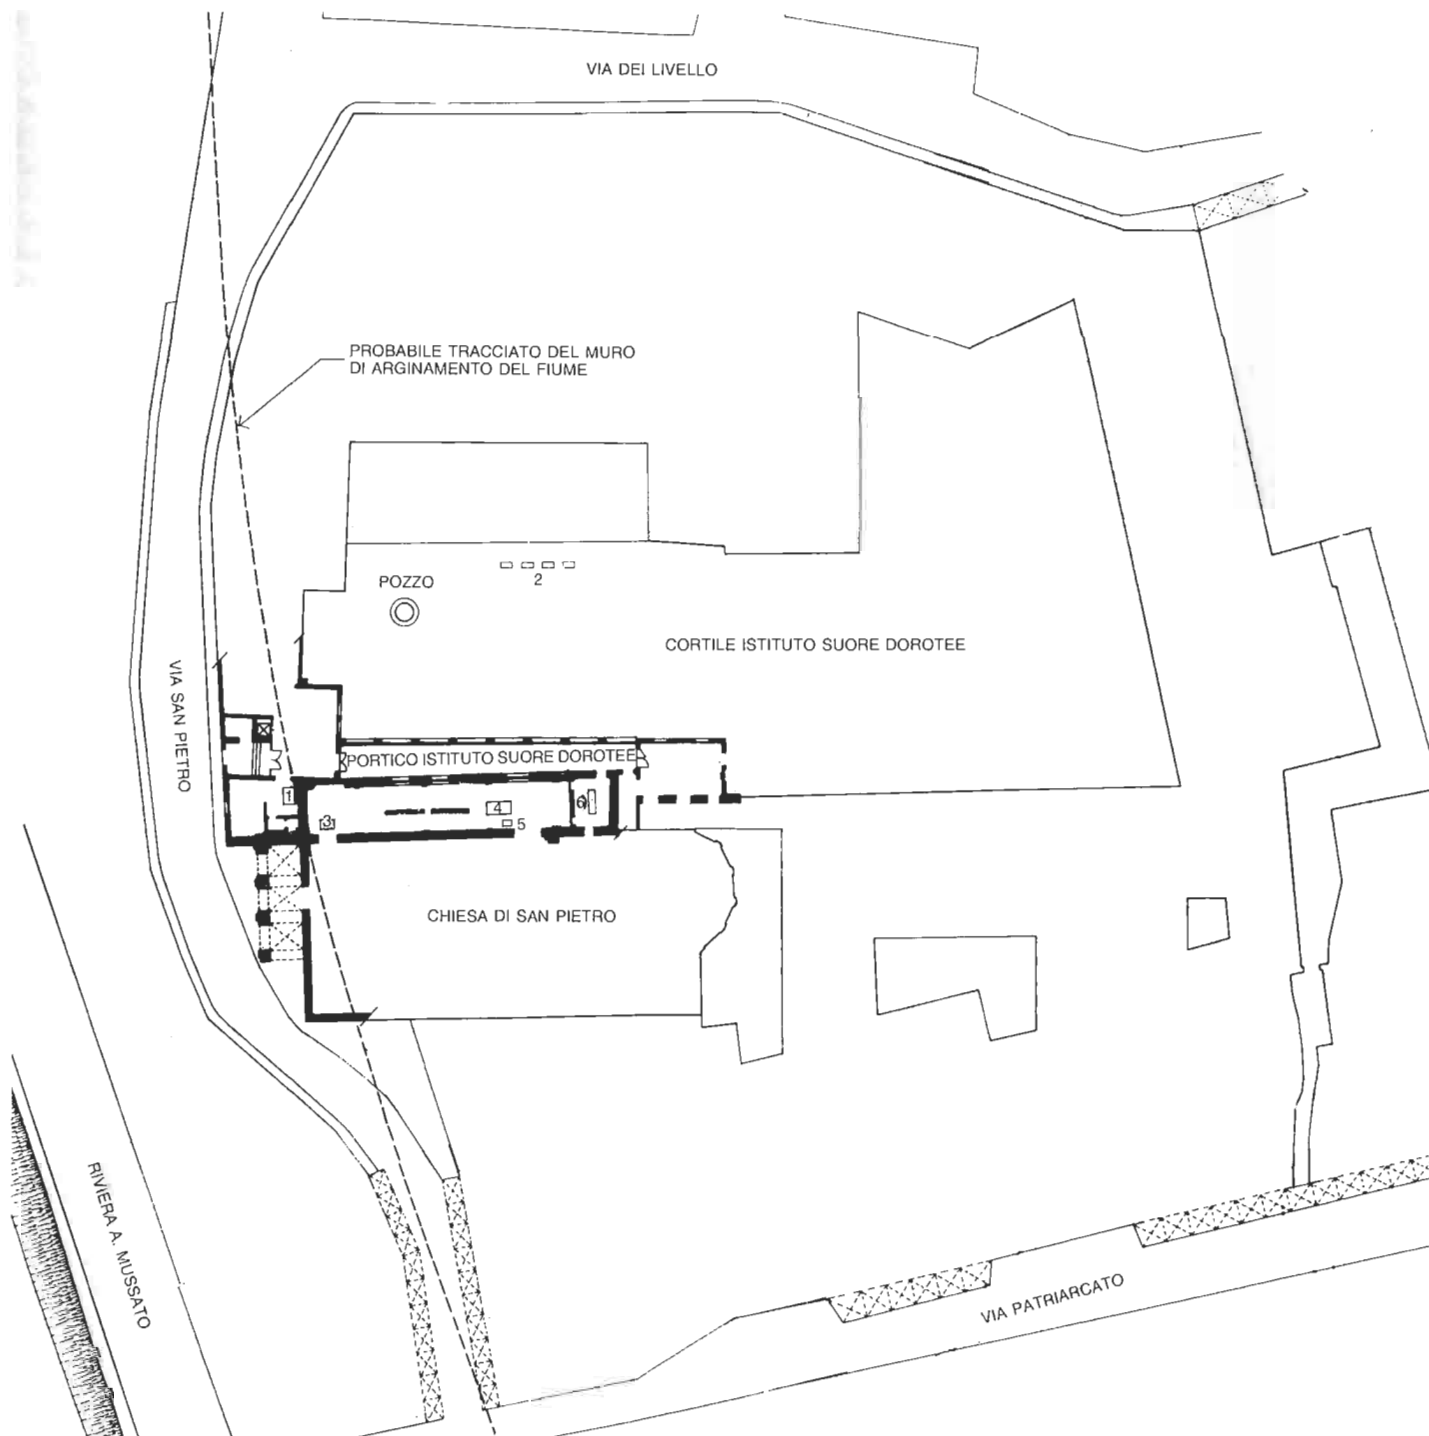 VIA DEI LIVELLO
PROBABILE TRACCIATO DEL MURO
DI ARGINAMENTO DEL FIUME
2
POZZO
CORTILE ISTITUTO SUORE DOROTEE
VIA SAN PIETRO
PORTICO ISTITUTO SUORE DOROTEE
1
3
4
5
6
CHIESA DI SAN PIETRO
RIVIERA A. MUSSATO
VIA PATRIARCATO